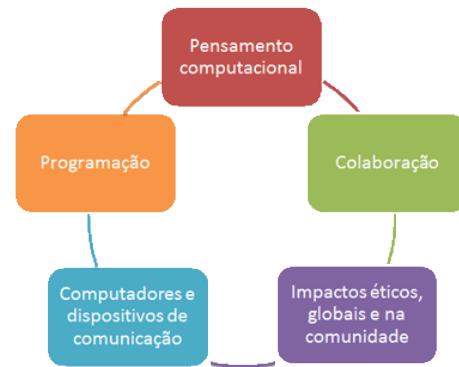 Pensamento
computacional
Programação
Colaboração
Computadores e
dispositivos de
comunicação
Impactos éticos,
globais e na
comunidade